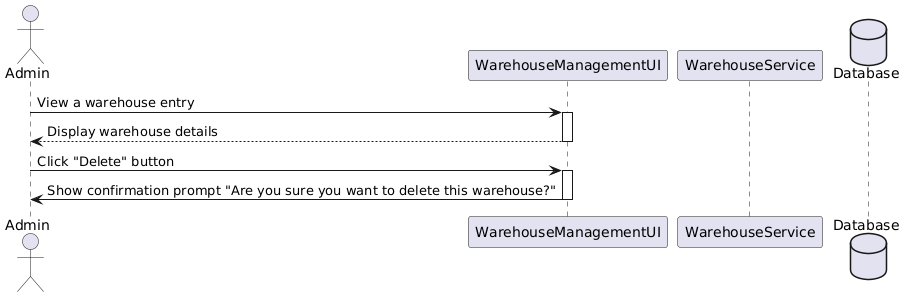 Admin
WarehouseManagementUI
WarehouseService
Database
View a warehouse entry
Display warehouse details
Click "Delete" button
Show confirmation prompt "Are you sure you want to delete this warehouse?"
Admin
WarehouseManagementUI
WarehouseService
Database